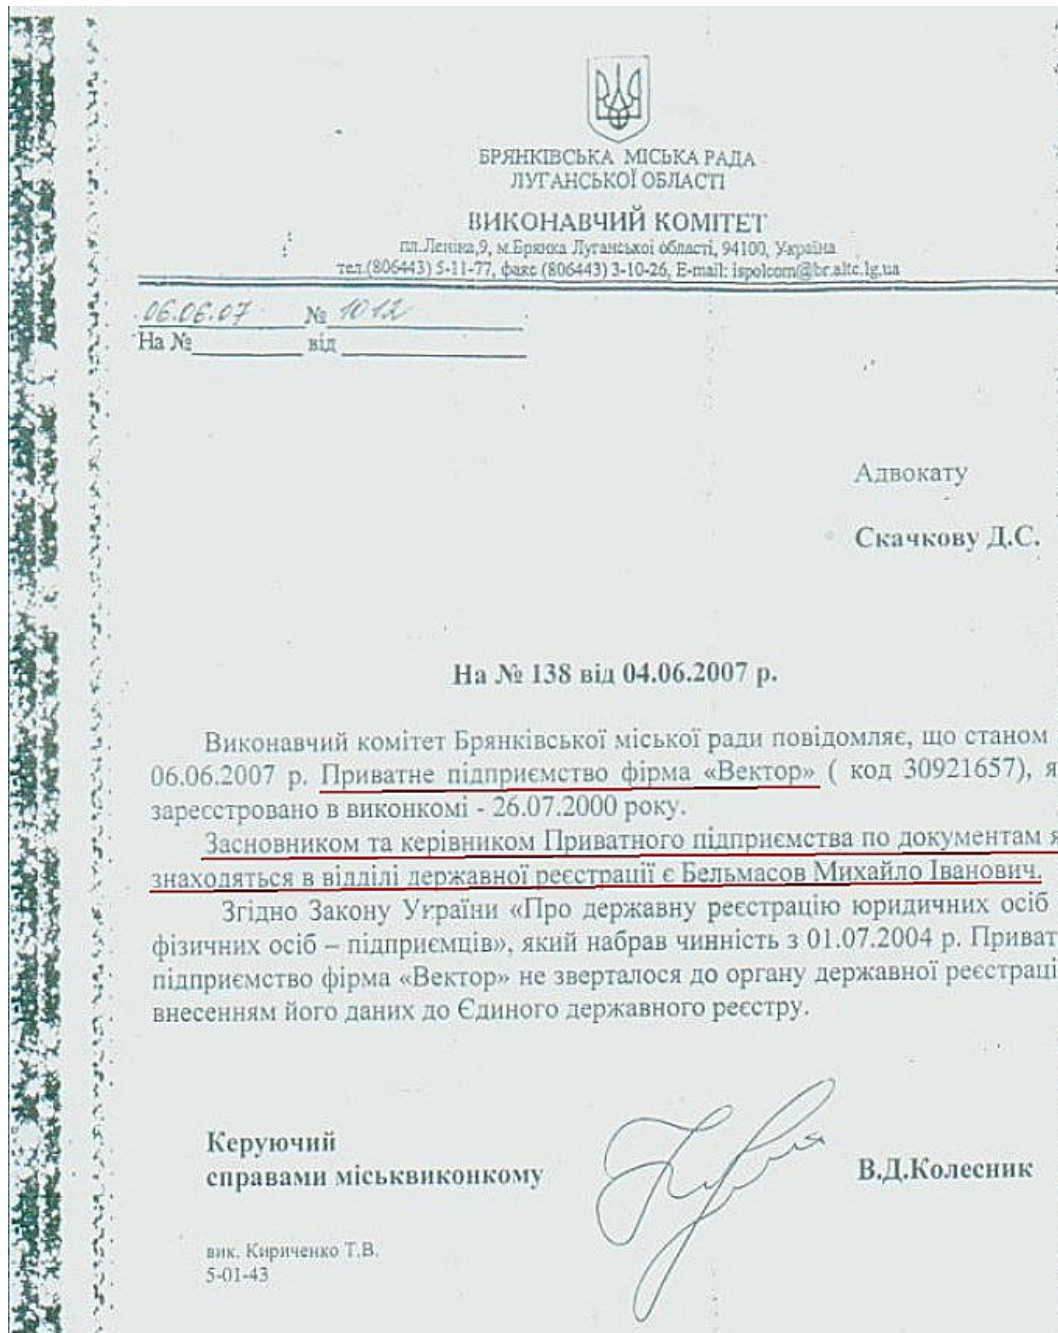 БРЯНКІВСЬКА МІСЬКА РАДА
ЛУГАНСЬКОЇ ОБЛАСТІ
ВИКОНАВЧИЙ КОМІТЕТ
пл.Леніна,9, м.Брянка Луганської області, 94100, Україна
тел.(806443) 5-11-77, факс (806443) 3-10-26, E-mail: ispolcom@br.altc.lg.ua
06.06.07 № 1012
На № від
Адвокату
Скачкову Д.С.
На № 138 від 04.06.2007 р.
Виконавчий комітет Брянківської міської ради повідомляє, що станом
06.06.2007 р. Приватне підприємство фірма «Вектор» ( код 30921657), я
зареєстровано в виконкомі - 26.07.2000 року.
Засновником та керівником Приватного підприємства по документам я
знаходяться в відділі державної реєстрації є Бельмасов Михайло Іванович.
Згідно Закону України «Про державну реєстрацію юридичних осіб
фізичних осіб – підприємців», який набрав чинність з 01.07.2004 р. Приват
підприємство фірма «Вектор» не зверталося до органу державної реєстраці
внесенням його даних до Єдиного державного реєстру.
Керуючий
справами міськвиконкому В.Д.Колесник
вик. Кириченко Т.В.
5-01-43